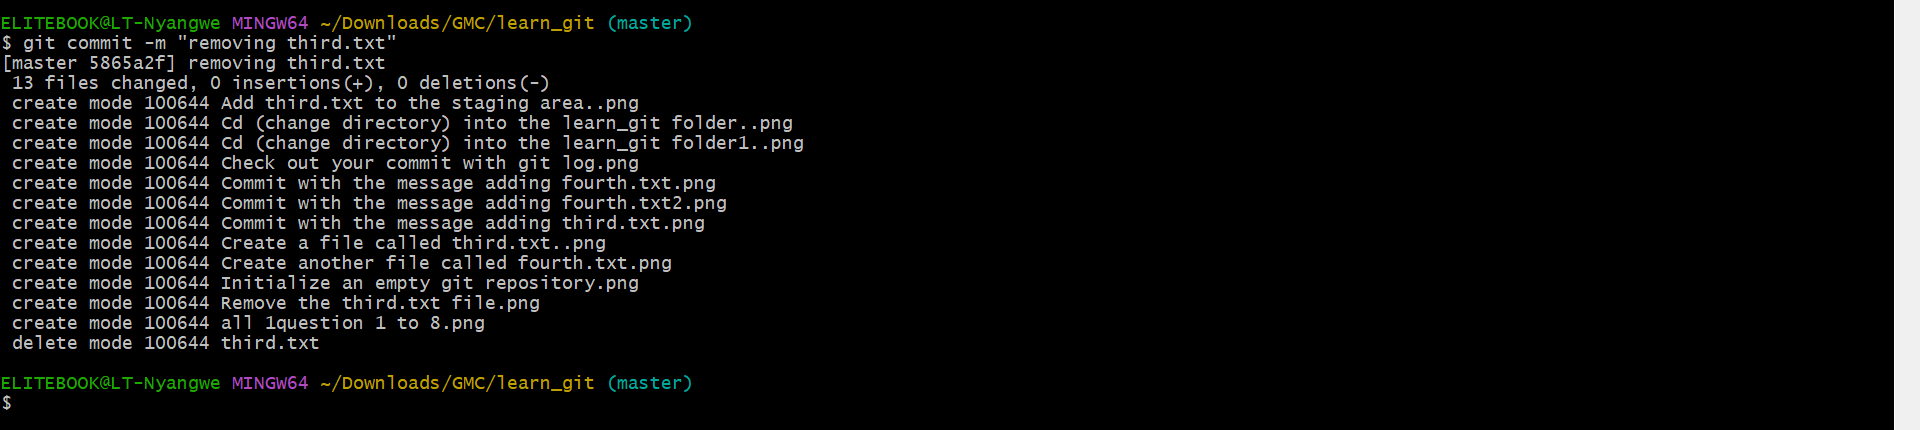 ELITEBOOK@LT-Nyangwe MINGW64 ~/Downloads/GMC/learn_git (master)
$ git commit -m "removing third.txt"
[master 5865a2f] removing third.txt
 13 files changed, 0 insertions(+), 0 deletions(-)
 create mode 100644 Add third.txt to the staging area..png
 create mode 100644 Cd (change directory) into the learn_git folder..png
 create mode 100644 Cd (change directory) into the learn_git folder1..png
 create mode 100644 Check out your commit with git log.png
 create mode 100644 Commit with the message adding fourth.txt.png
 create mode 100644 Commit with the message adding fourth.txt2.png
 create mode 100644 Commit with the message adding third.txt.png
 create mode 100644 Create a file called third.txt..png
 create mode 100644 Create another file called fourth.txt.png
 create mode 100644 Initialize an empty git repository.png
 create mode 100644 Remove the third.txt file.png
 create mode 100644 all 1question 1 to 8.png
 delete mode 100644 third.txt
ELITEBOOK@LT-Nyangwe MINGW64 ~/Downloads/GMC/learn_git (master)
$